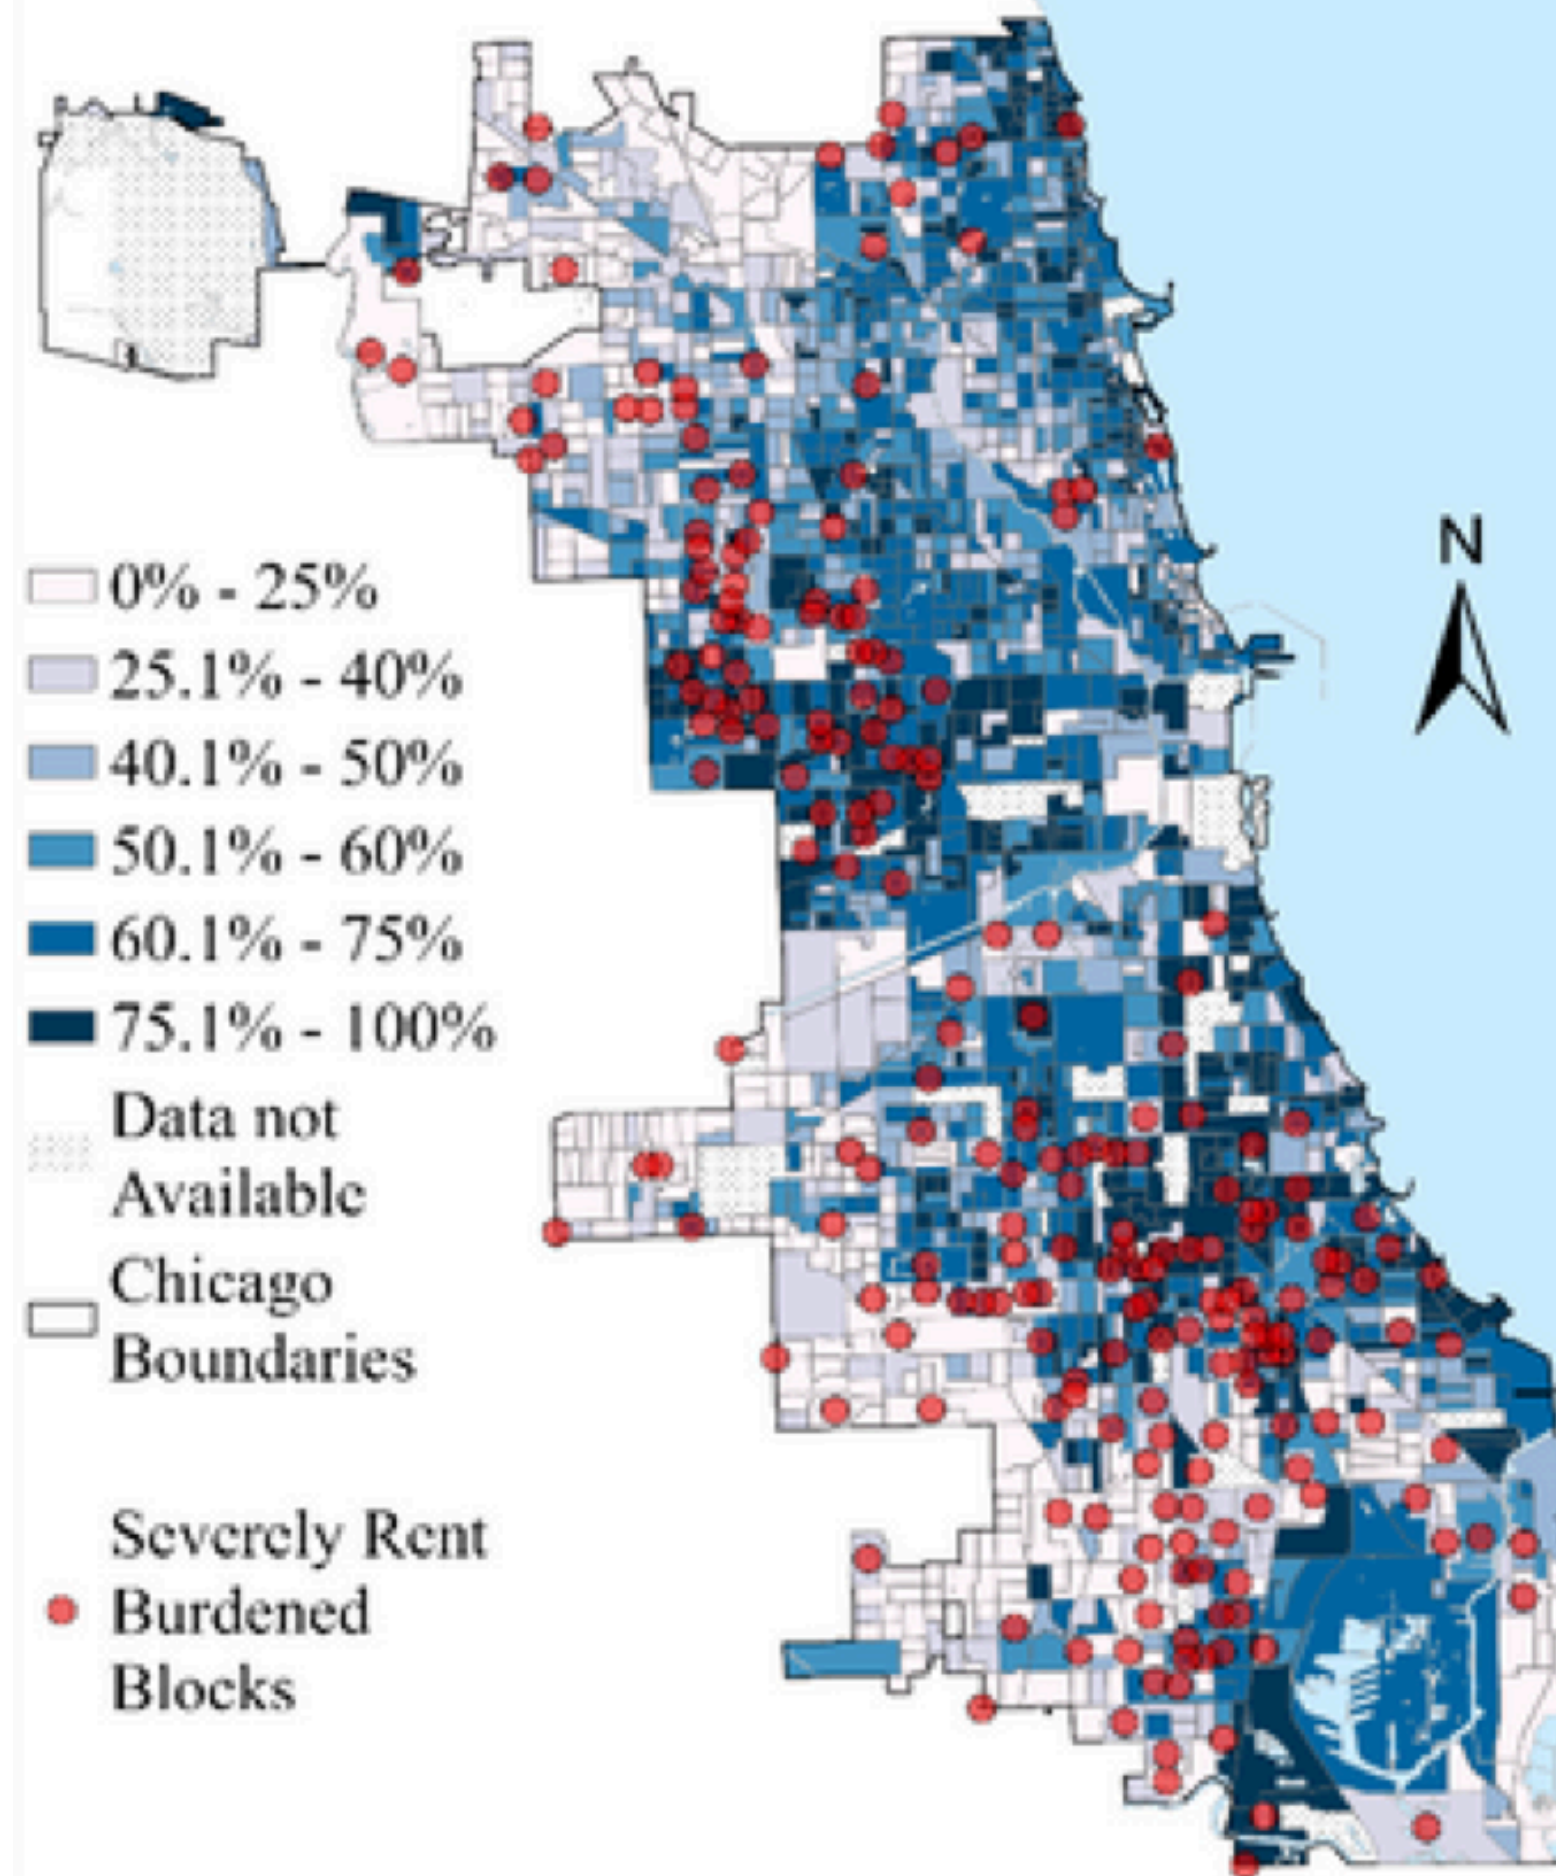 N
0% - 25%
25.1% - 40%
40.1% - 50%
50.1% - 60%
60.1% - 75%
75.1% - 100%
Data not
Available
Chicago
Boundaries
Severely Rent
Burdened
Blocks